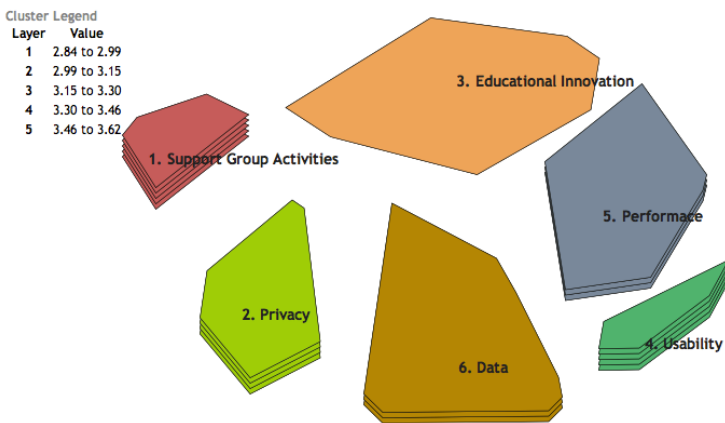 Cluster Legend
Layer Value
1 2.84 to 2.99
2 2.99 to 3.15
3 3.15 to 3.30
4 3.30 to 3.46
5 3.46 to 3.62
3. Educational Innovation
1. Support Group Activities
5. Performace
2. Privacy
4. Usability
6. Data